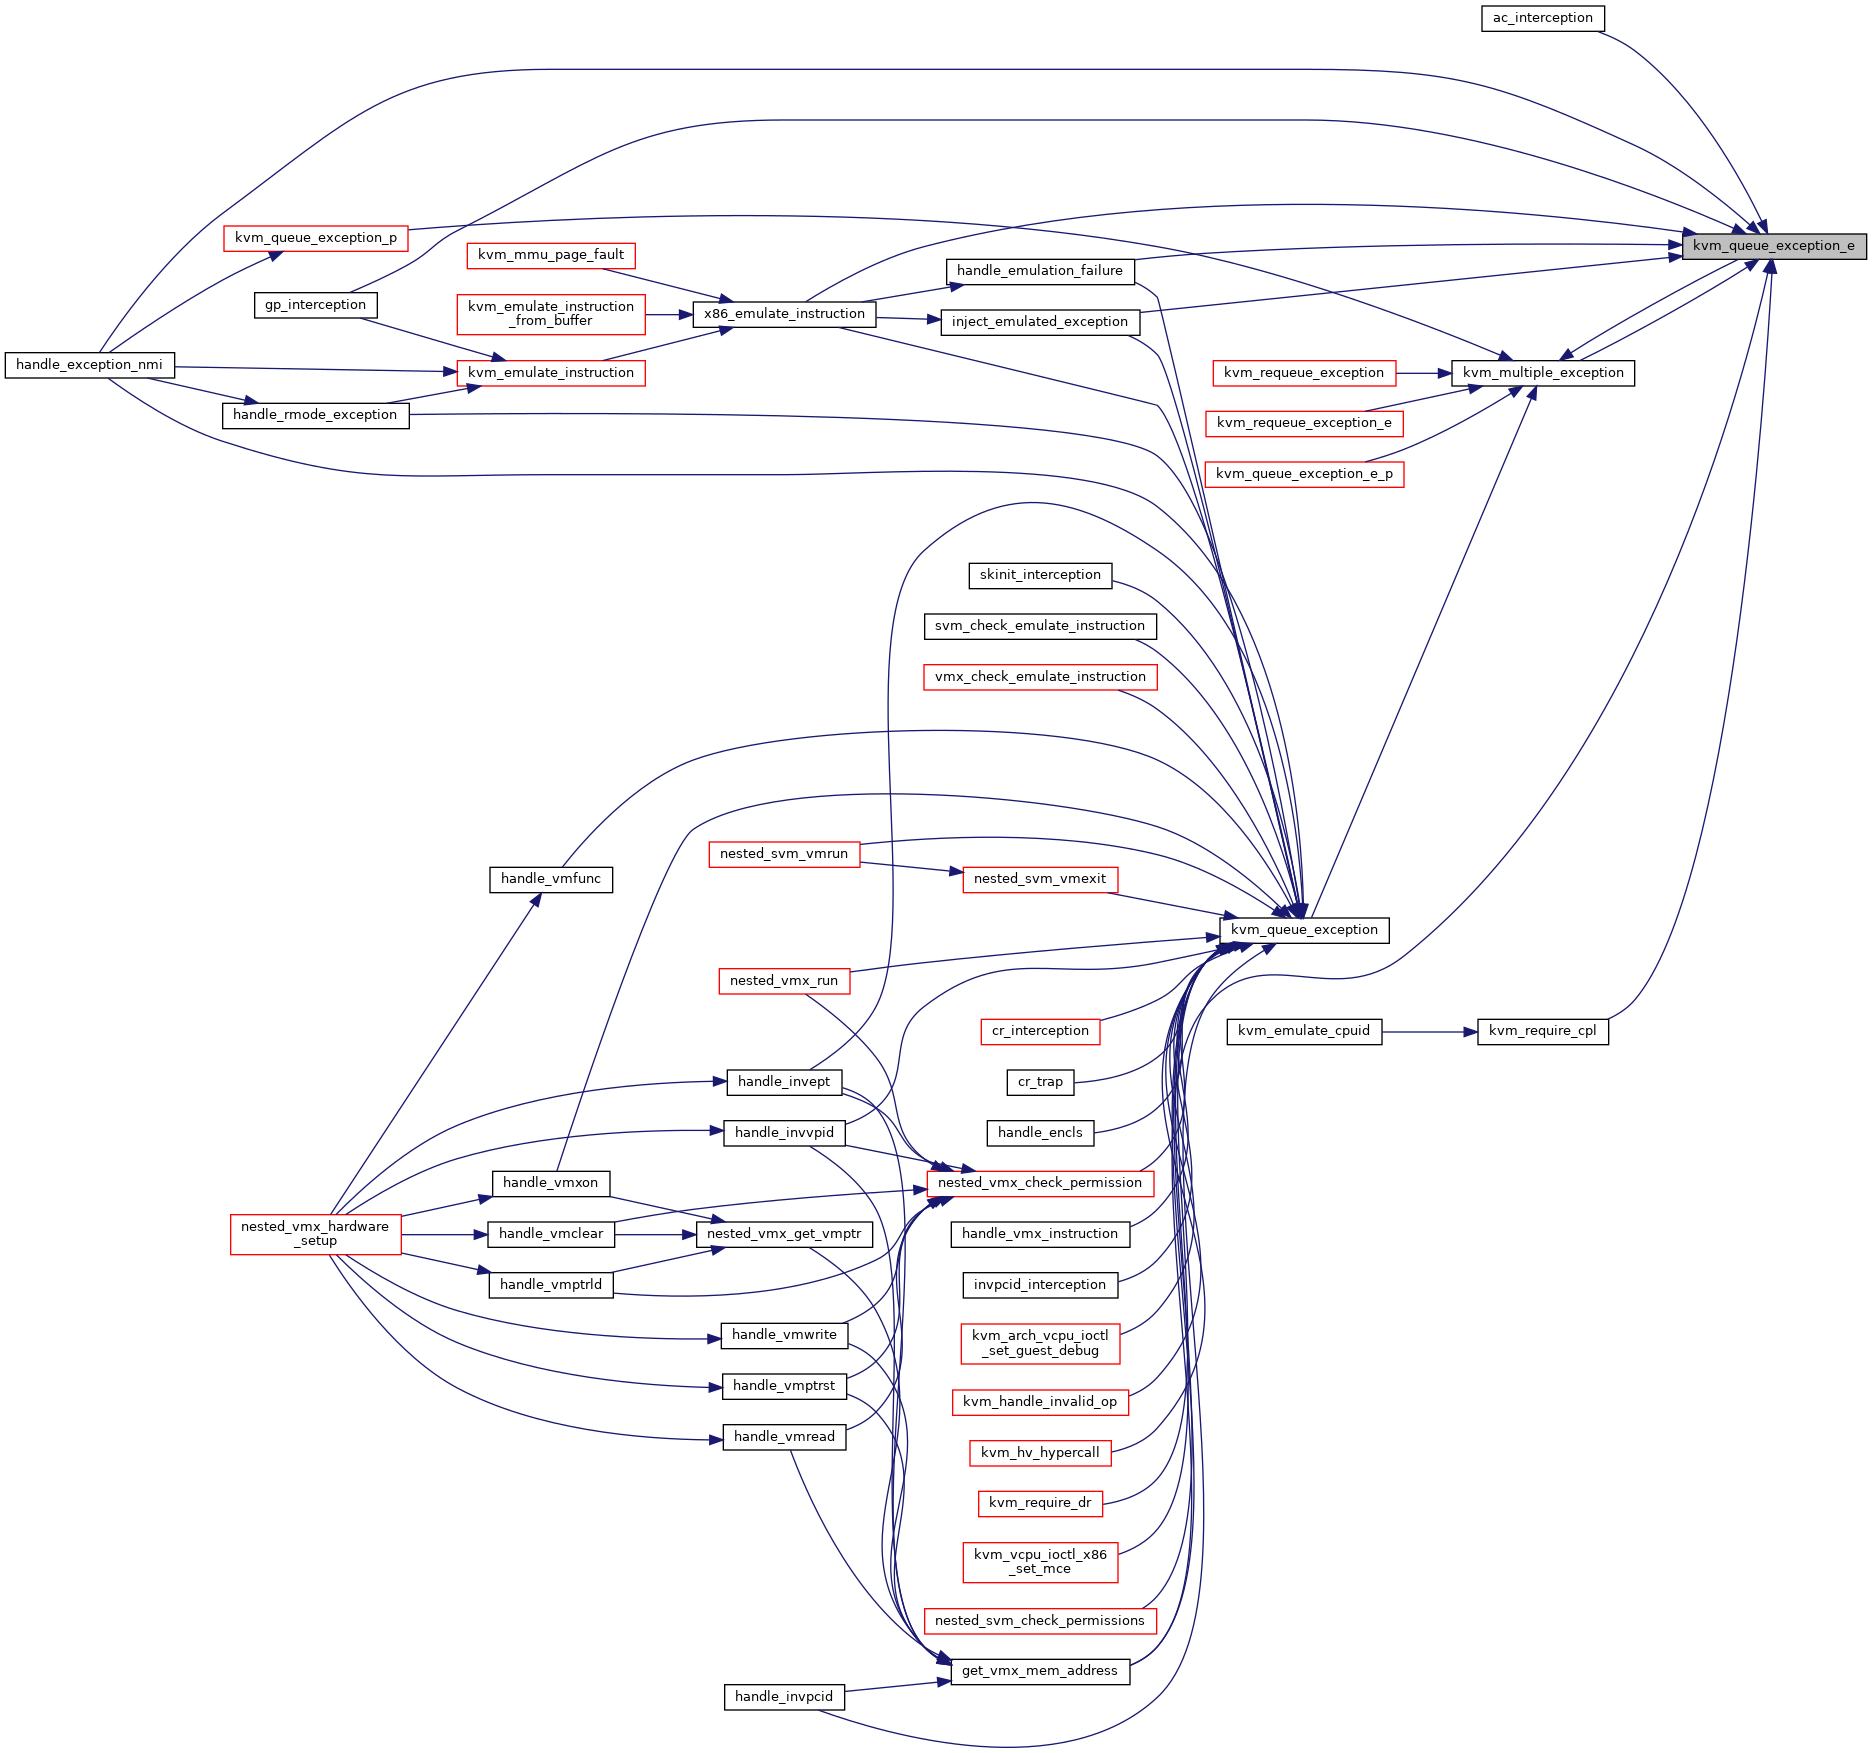 ac_interception
kvm_queue_exception_e
kvm_queue_exception_p
kvm_mmu_page_fault
handle_emulation_failure
gp_interception
kvm_emulate_instruction
_from_buffer
x86_emulate_instruction
inject_emulated_exception
handle_exception_nmi
kvm_emulate_instruction
kvm_requeue_exception
kvm_multiple_exception
handle_rmode_exception
kvm_requeue_exception_e
kvm_queue_exception_e_p
skinit_interception
svm_check_emulate_instruction
vmx_check_emulate_instruction
nested_svm_vmrun
handle_vmfunc
nested_svm_vmexit
kvm_queue_exception
nested_vmx_run
cr_interception
kvm_emulate_cpuid
kvm_require_cpl
handle_invept
cr_trap
handle_invvpid
handle_encls
handle_vmxon
nested_vmx_check_permission
nested_vmx_hardware
_setup
handle_vmclear
nested_vmx_get_vmptr
handle_vmx_instruction
handle_vmptrld
invpcid_interception
handle_vmwrite
kvm_arch_vcpu_ioctl
_set_guest_debug
handle_vmptrst
kvm_handle_invalid_op
handle_vmread
kvm_hv_hypercall
kvm_require_dr
kvm_vcpu_ioctl_x86
_set_mce
nested_svm_check_permissions
get_vmx_mem_address
handle_invpcid